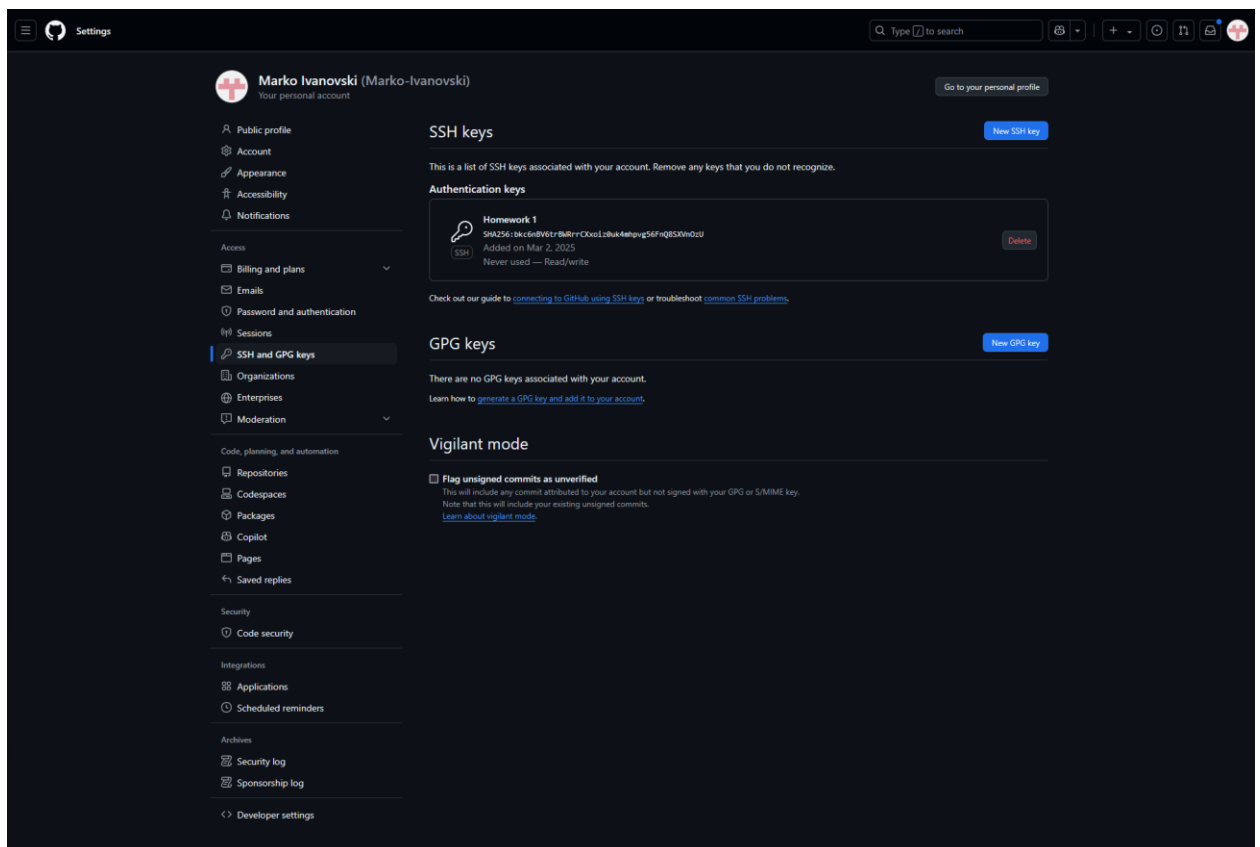 Settings
Type / to search
Marko Ivanovski (Marko-Ivanovski)
Your personal account
Go to your personal profile
Public profile
Account
Appearance
Accessibility
Notifications
Access
Billing and plans
Emails
Password and authentication
Sessions
SSH and GPG keys
Organizations
Enterprises
Moderation
Code, planning, and automation
Repositories
Codespaces
Packages
Copilot
Pages
Saved replies
Security
Code security
Integrations
Applications
Scheduled reminders
Archives
Security log
Sponsorship log
Developer settings
SSH keys
New SSH key
This is a list of SSH keys associated with your account. Remove any keys that you do not recognize.
Authentication keys
Homework 1
SSH
Added on Mar 2, 2025
Never used — Read/write
Delete
Check out our guide to connecting to GitHub using SSH keys or troubleshoot common SSH problems.
GPG keys
New GPG key
There are no GPG keys associated with your account.
Learn how to generate a GPG key and add it to your account.
Vigilant mode
Flag unsigned commits as unverified
This will include any commit attributed to your account but not signed with your GPG or S/MIME key.
Note that this will include your existing unsigned commits.
Learn about vigilant mode.